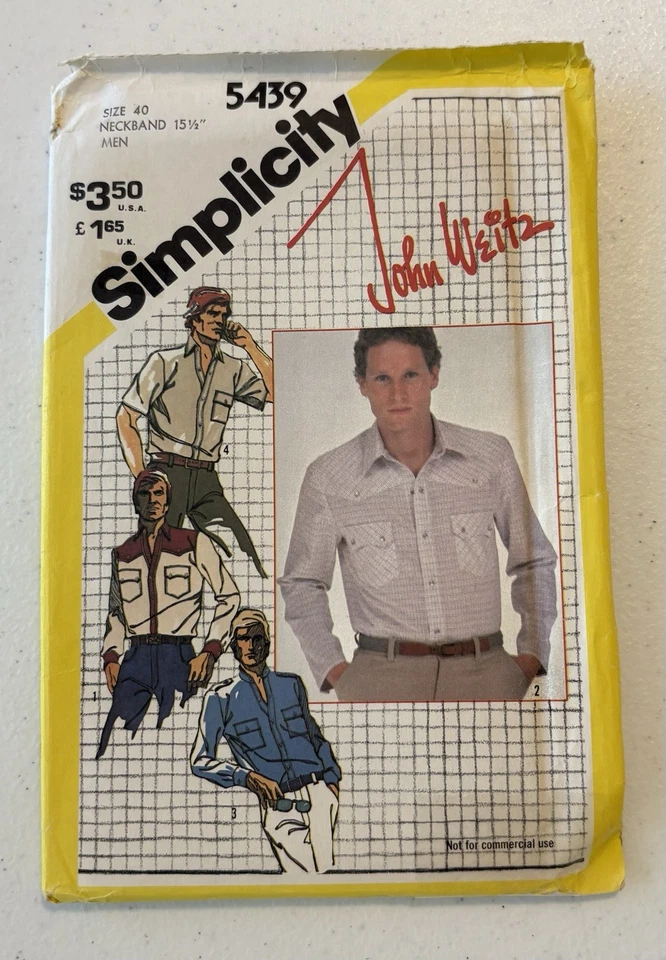 5439
SIZE 40
NECKBAND 15½"
MEN
$3.50
U.S.A.
£1.65
U.K.
Simplicity
John Weitz
4
1
2
3
Not for commercial use